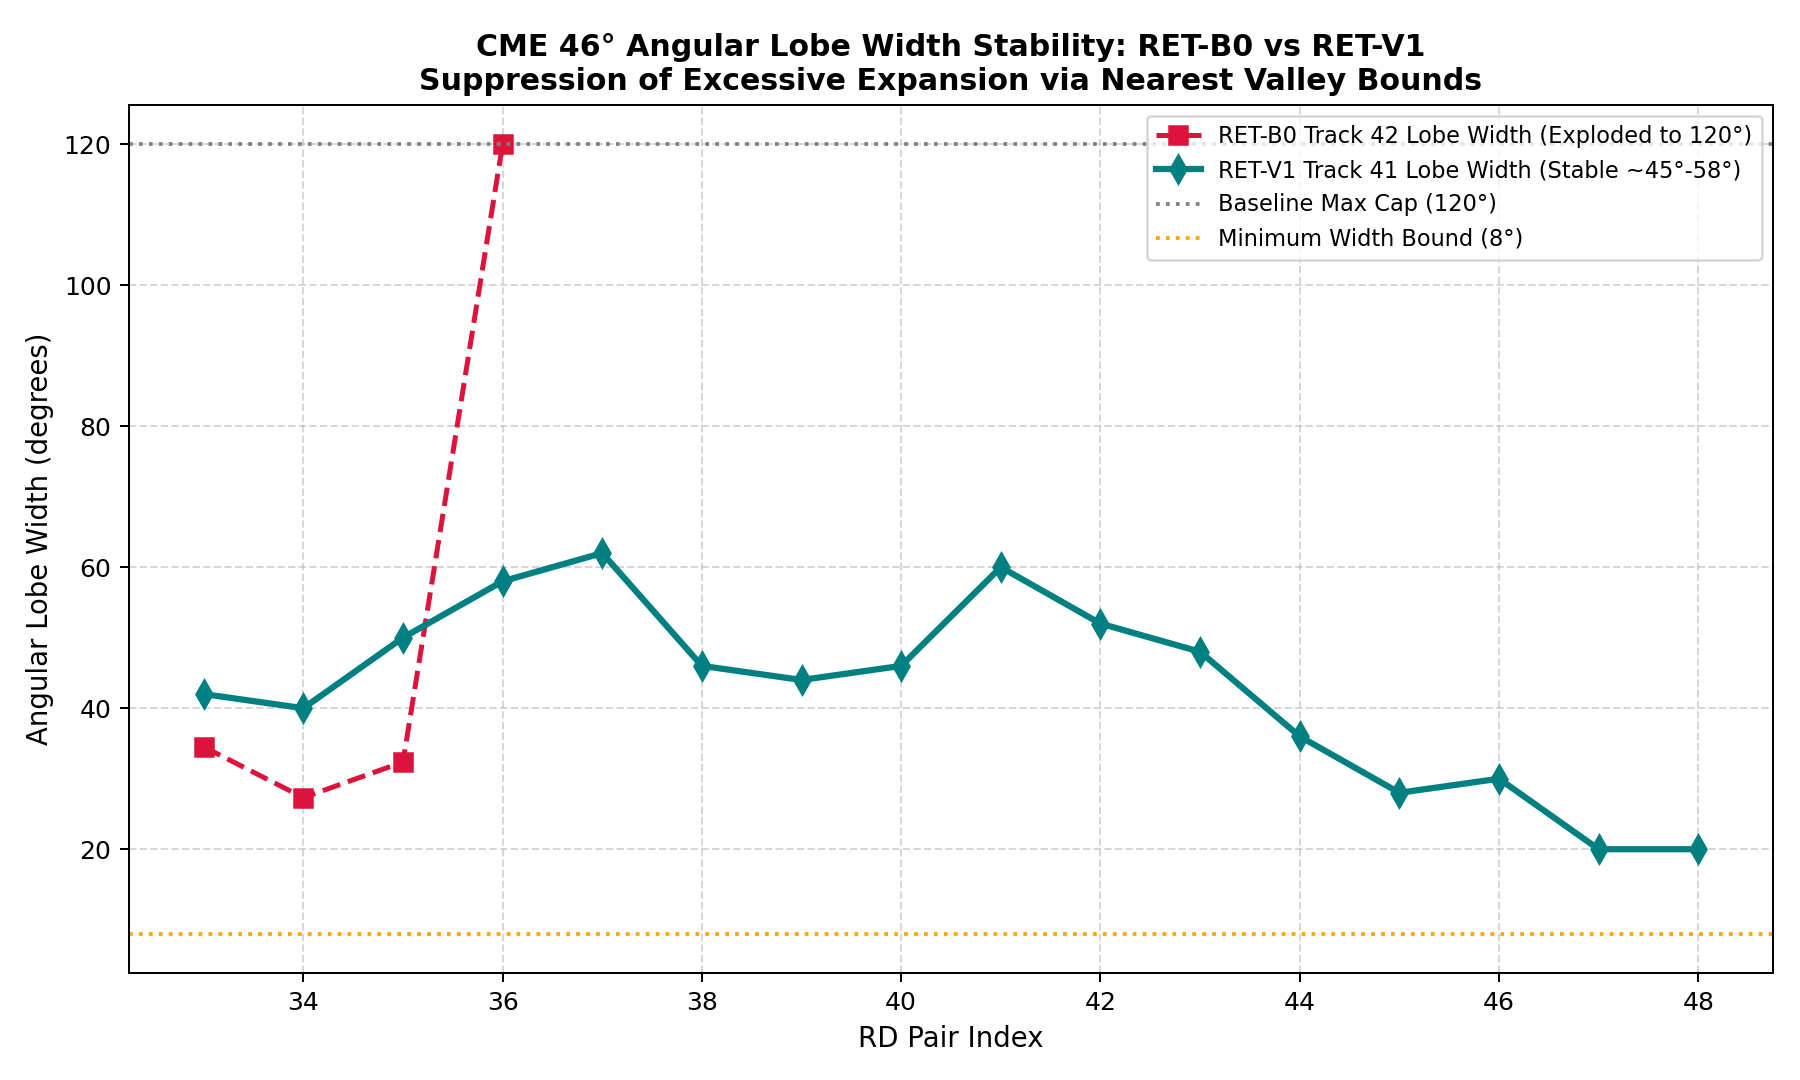 CME 46° Angular Lobe Width Stability: RET-B0 vs RET-V1
Suppression of Excessive Expansion via Nearest Valley Bounds
RET-B0 Track 42 Lobe Width (Exploded to 120°)
RET-V1 Track 41 Lobe Width (Stable ~45°-58°)
Baseline Max Cap (120°)
Minimum Width Bound (8°)
Angular Lobe Width (degrees)
120
100
80
60
40
20
34 36 38 40 42 44 46 48
RD Pair Index